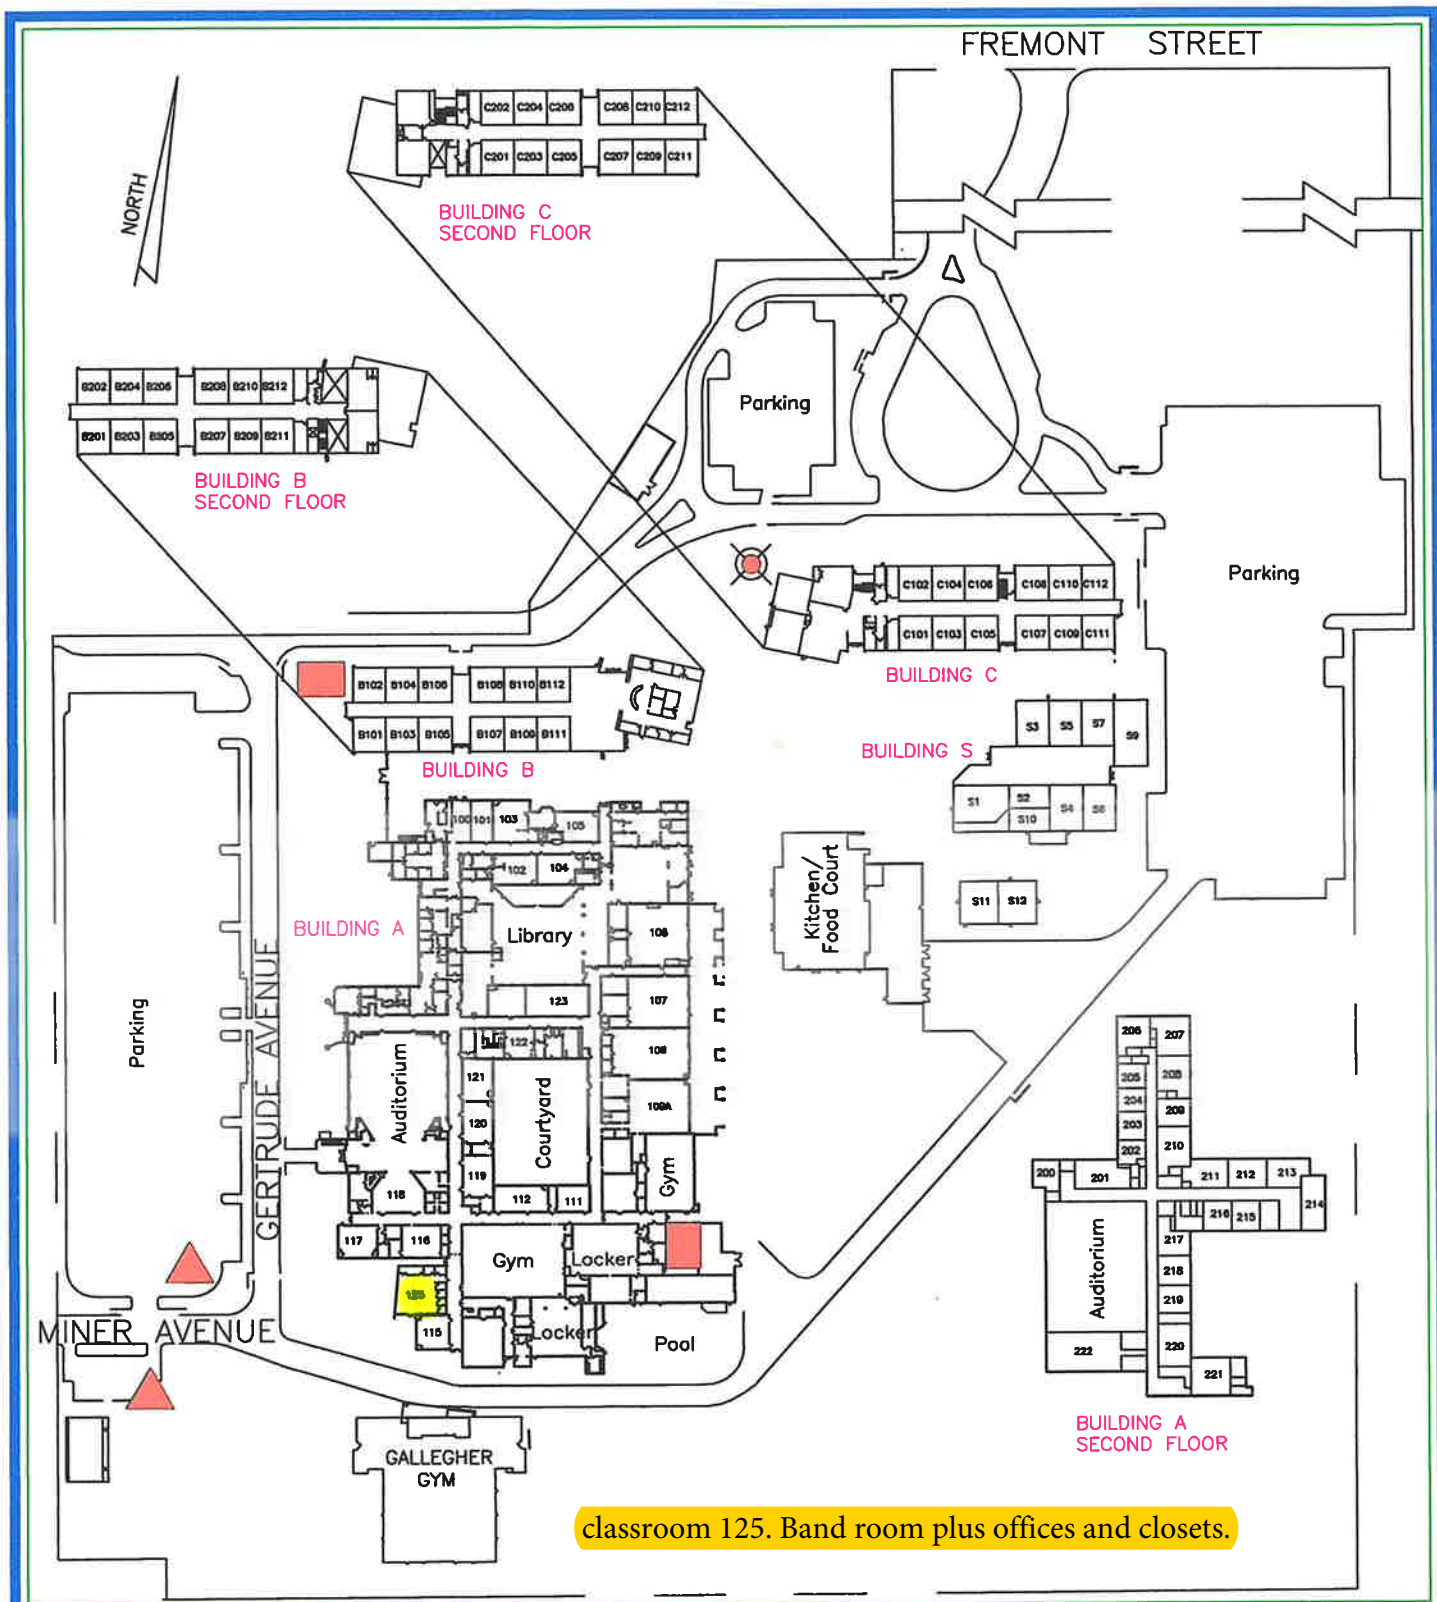 FREMONT STREET
NORTH
C202 C204 C206 C208 C210 C212
C201 C203 C205 C207 C209 C211
BUILDING C
SECOND FLOOR
B202 B204 B206 B208 B210 B212
B201 B203 B205 B207 B209 B211
BUILDING B
SECOND FLOOR
Parking
Parking
C102 C104 C106 C108 C110 C112
C101 C103 C105 C107 C109 C111
BUILDING C
B102 B104 B106 B108 B110 B112
B101 B103 B105 B107 B109 B111
BUILDING B
S3 S5 S7 S9
BUILDING S
S1 S2 S10 S4 S8
S11 S12
Kitchen/
Food Court
100 101 103 105
102 104
BUILDING A
Library
106
123
107
122
108
121
109A
120
119
Auditorium
Courtyard
118
112 111
Gym
117 116
Gym
Locker
125
115
Locker
Pool
Parking
GERTRUDE AVENUE
MINER AVENUE
GALLEGHER
GYM
206 207
205 208
204
209
203
210
202
200 201 211 212 213
214
216 215
217
Auditorium
218
219
220
222
221
BUILDING A
SECOND FLOOR
classroom 125. Band room plus offices and closets.